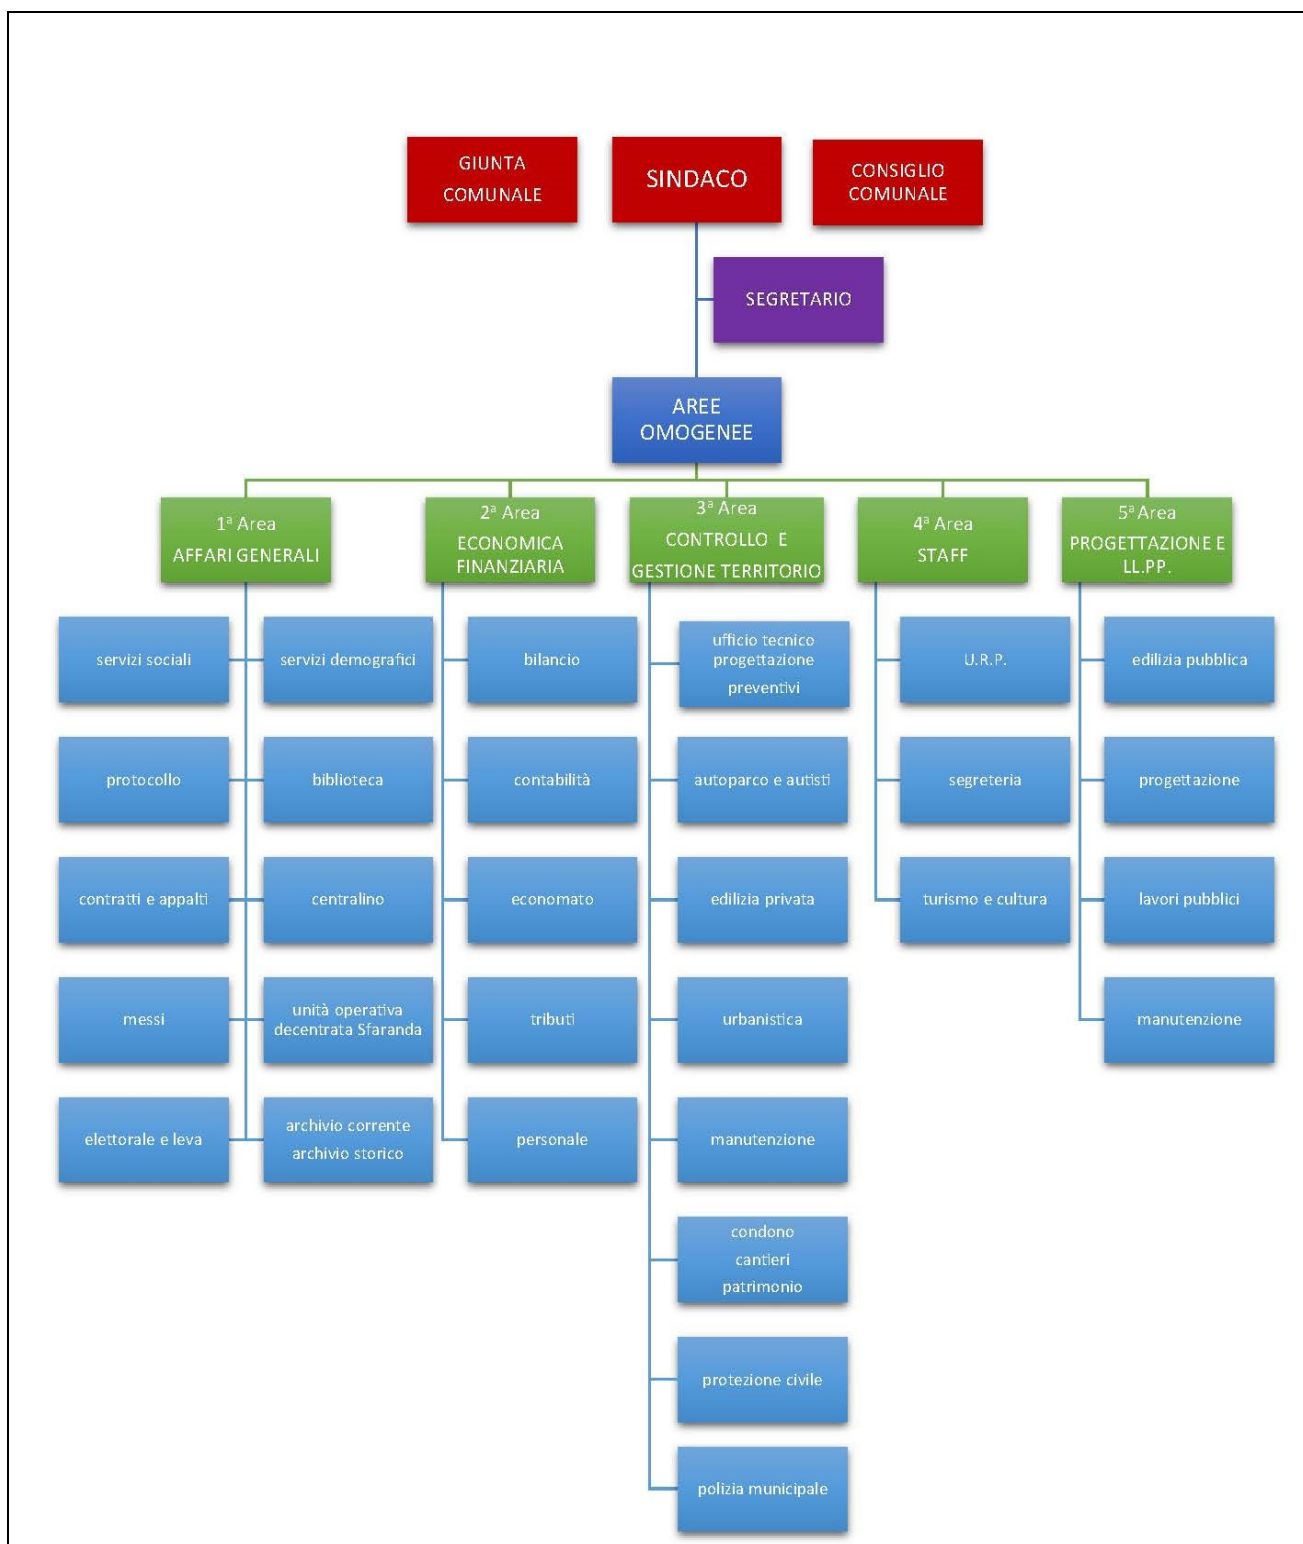 GIUNTA
COMUNALE
SINDACO
CONSIGLIO
COMUNALE
SEGRETARIO
AREE
OMOGENEE
1ª Area
AFFARI GENERALI
2ª Area
ECONOMICA
FINANZIARIA
3ª Area
CONTROLLO E
GESTIONE TERRITORIO
4ª Area
STAFF
5ª Area
PROGETTAZIONE E
LL.PP.
servizi sociali
servizi demografici
protocollo
biblioteca
contratti e appalti
centralino
messi
unità operativa
decentrata Sfaranda
elettorale e leva
archivio corrente
archivio storico
bilancio
contabilità
economato
tributi
personale
ufficio tecnico
progettazione
preventivi
autoparco e autisti
edilizia privata
urbanistica
manutenzione
condono
cantieri
patrimonio
protezione civile
polizia municipale
U.R.P.
segreteria
turismo e cultura
edilizia pubblica
progettazione
lavori pubblici
manutenzione